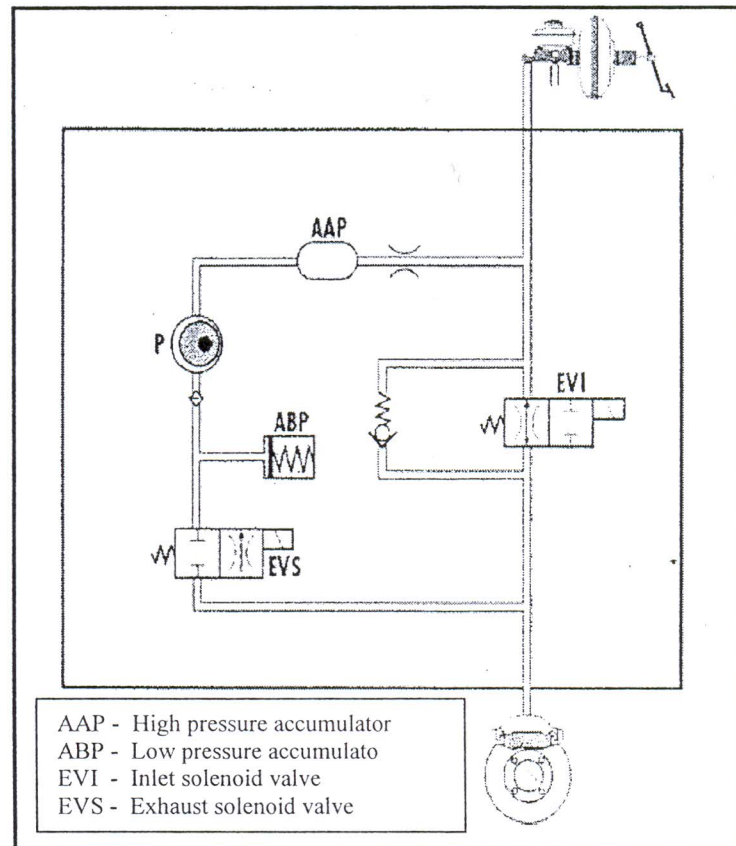 AAP
P
EVI
ABP
EVS
AAP - High pressure accumulator
ABP - Low pressure accumulato
EVI - Inlet solenoid valve
EVS - Exhaust solenoid valve